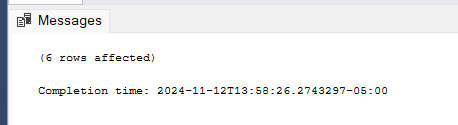 Messages
(6 rows affected)
Completion time: 2024-11-12T13:58:26.2743297-05:00